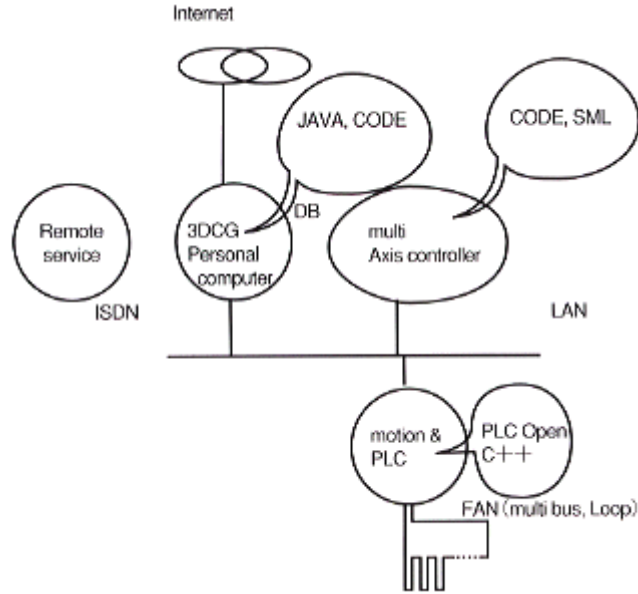 Internet
JAVA, CODE
CODE, SML
Remote
service
3DCG
Personal
computer
DB
multi
Axis controller
ISDN
LAN
motion &
PLC
PLC Open
C++
FAN (multi bus, Loop)